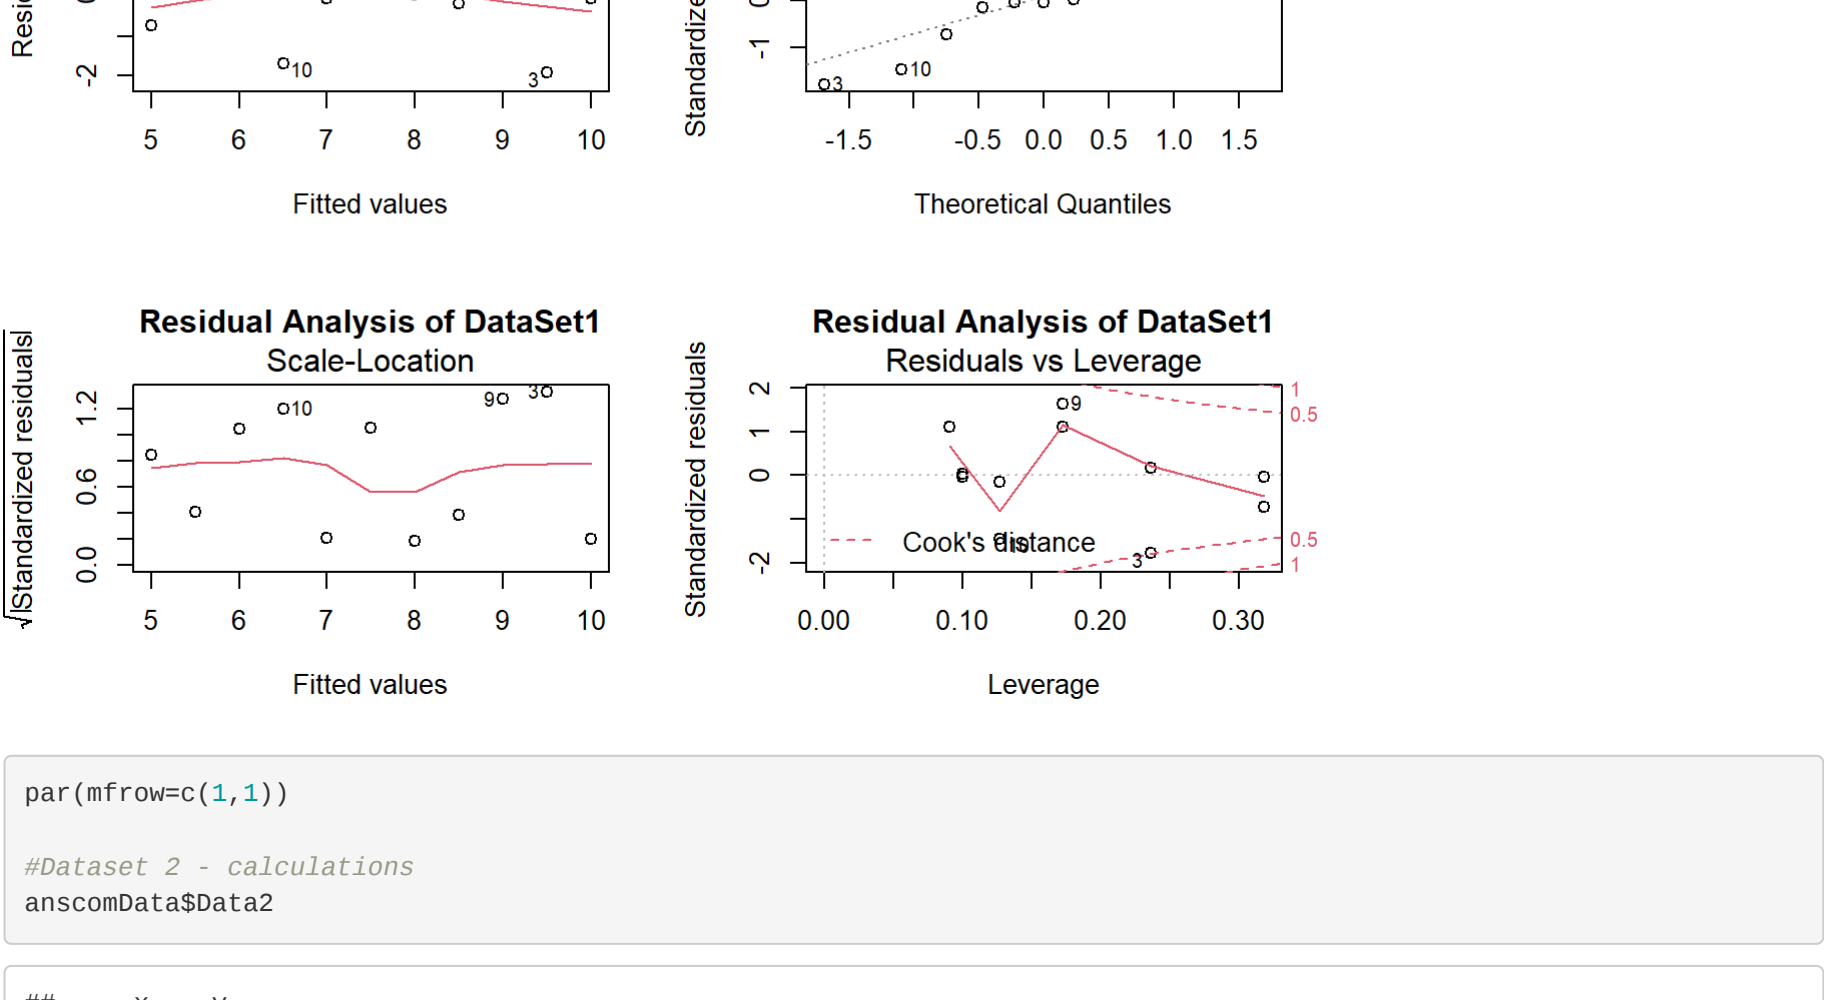 Resi
0
-2
10
3
5 6 7 8 9 10
Fitted values
Standardize
0
-1
3
10
-1.5 -0.5 0.0 0.5 1.0 1.5
Theoretical Quantiles
Residual Analysis of DataSet1
Scale-Location
√|Standardized residuals|
1.2
0.6
0.0
10
9
3
5 6 7 8 9 10
Fitted values
Residual Analysis of DataSet1
Residuals vs Leverage
Standardized residuals
2
1
0
-2
9
3
1
0.5
0.5
1
Cook's distance
0.00 0.10 0.20 0.30
Leverage
par(mfrow=c(1,1))
#Dataset 2 - calculations
anscomData$Data2
## x y